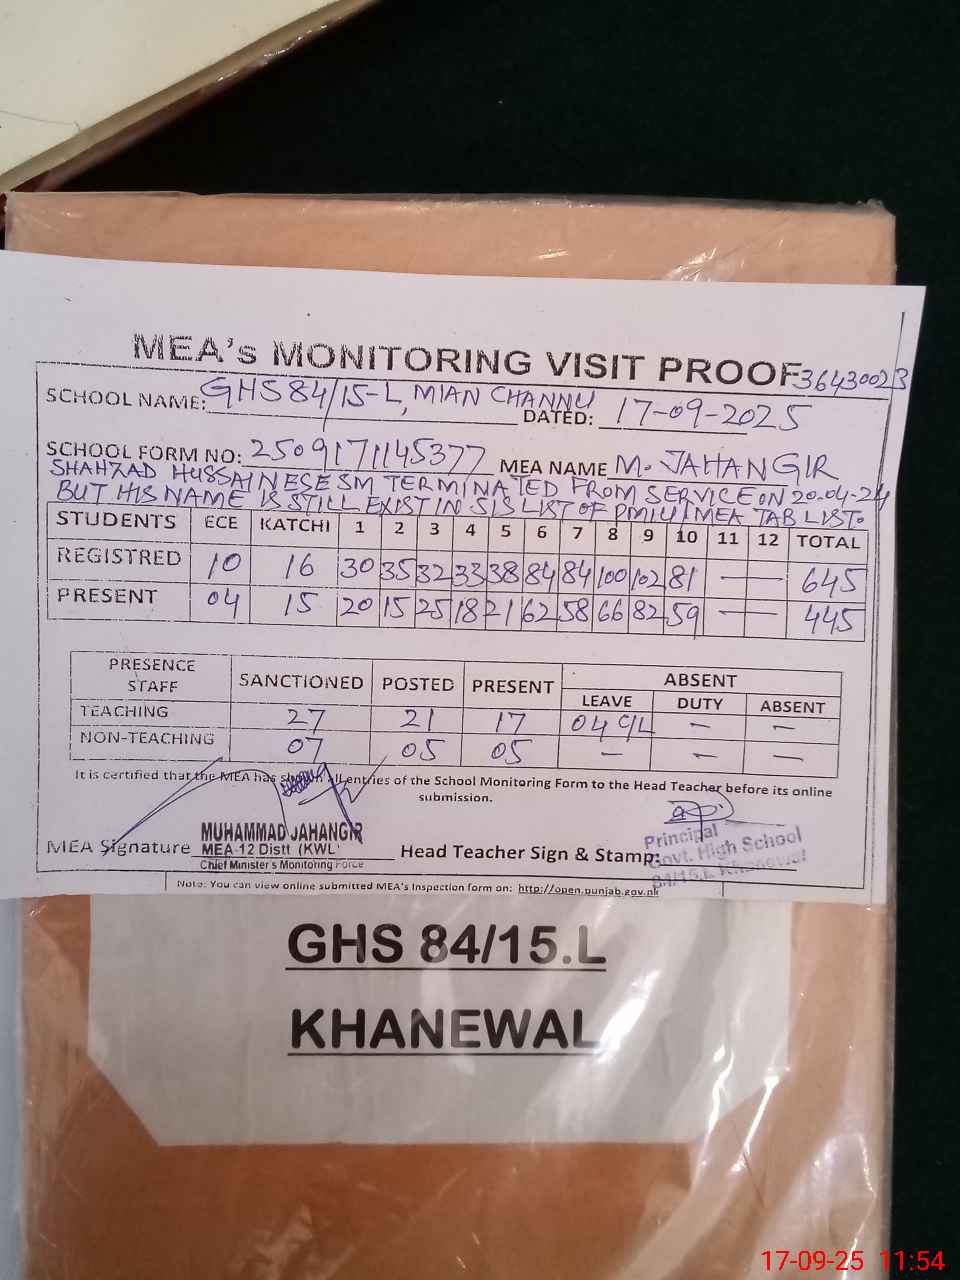 MEA's MONITORING VISIT PROOF 36430023
SCHOOL NAME: GHS 84/15-L, MIAN CHANNU DATED: 17-09-2025
SCHOOL FORM NO: 2509171145377 MEA NAME M. JAHANGIR
SHAHZAD HUSSAIN ESE SM TERMINATED FROM SERVICE ON 20-04-24
BUT HIS NAME IS STILL EXIST IN SIS LIST OF PMIU MEA TAB LIST.
STUDENTS ECE KATCHI 1 2 3 4 5 6 7 8 9 10 11 12 TOTAL
REGISTRED 10 16 30 35 32 33 38 84 84 100 102 81 — 645
PRESENT 04 15 20 15 25 18 21 62 58 66 82 59 — 445
PRESENCE STAFF SANCTIONED POSTED PRESENT ABSENT
LEAVE DUTY ABSENT
TEACHING 27 21 17 04 C/L — —
NON-TEACHING 07 05 05 — — —
It is certified that the MEA has all entries of the School Monitoring Form to the Head Teacher before its online
submission.
MEA Signature MUHAMMAD JAHANGIR
MEA-12 Distt (KWL)
Chief Minister's Monitoring Force
Head Teacher Sign & Stamp:
Principal
Govt. High School
84/15.L Khanewal
Note: You can view online submitted MEA's Inspection form on: http://open.punjab.gov.pk
GHS 84/15.L
KHANEWAL
17-09-25 11:54